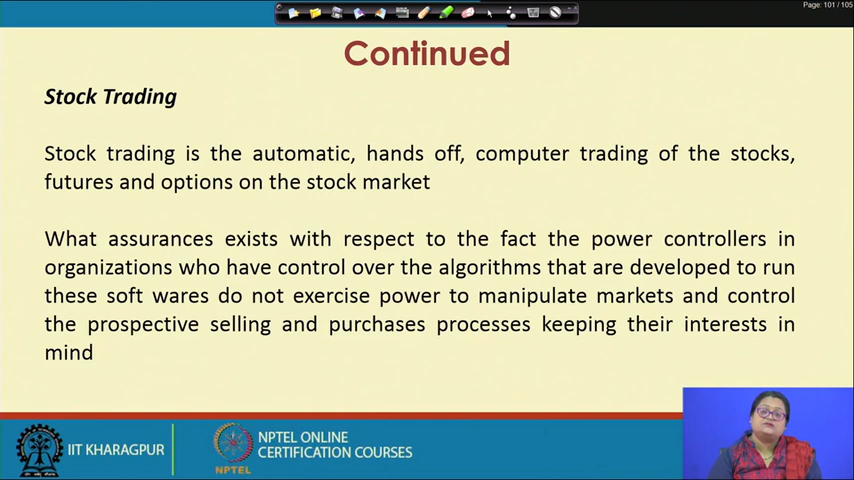 Page: 101 / 105
Continued
Stock Trading
Stock trading is the automatic, hands off, computer trading of the stocks,
futures and options on the stock market
What assurances exists with respect to the fact the power controllers in
organizations who have control over the algorithms that are developed to run
these soft wares do not exercise power to manipulate markets and control
the prospective selling and purchases processes keeping their interests in
mind
IIT KHARAGPUR
NPTEL
NPTEL ONLINE
CERTIFICATION COURSES